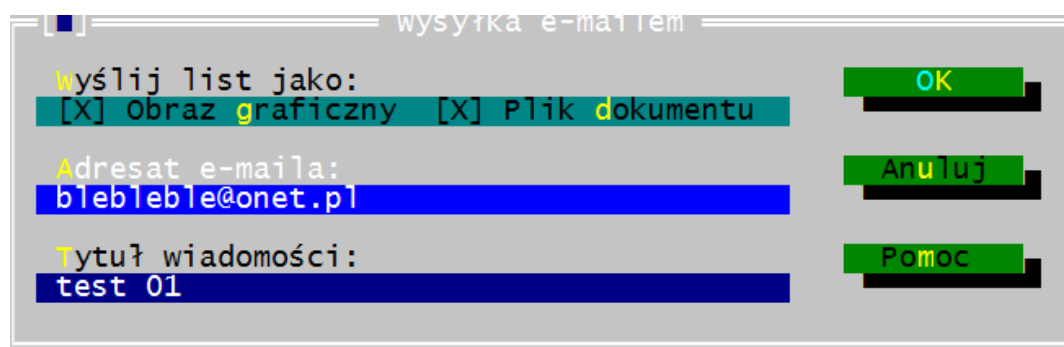 [■] Wysyłka e-mailem
Wyślij list jako:
[X] Obraz graficzny [X] Plik dokumentu
OK
Adresat e-maila:
blebleble@onet.pl
Anuluj
Tytuł wiadomości:
test 01
Pomoc